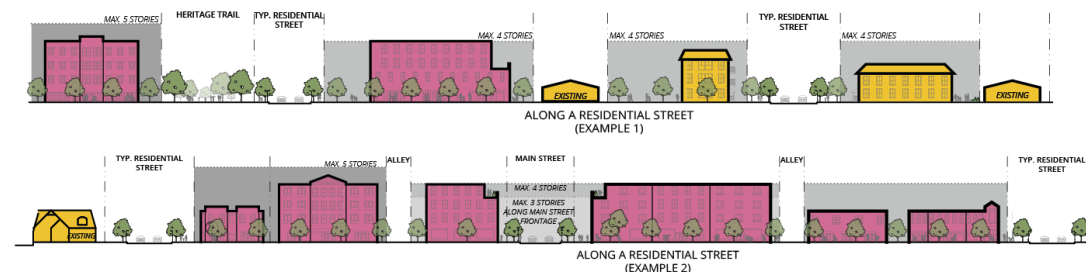 MAX. 5 STORIES
HERITAGE TRAIL
TYP. RESIDENTIAL
STREET
MAX. 4 STORIES
MAX. 4 STORIES
TYP. RESIDENTIAL
STREET
MAX. 4 STORIES
EXISTING
EXISTING
ALONG A RESIDENTIAL STREET
(EXAMPLE 1)
TYP. RESIDENTIAL
STREET
MAX. 5 STORIES
ALLEY
MAIN STREET
MAX. 4 STORIES
MAX. 3 STORIES
ALONG MAIN STREET
FRONTAGE
ALLEY
TYP. RESIDENTIAL
STREET
EXISTING
ALONG A RESIDENTIAL STREET
(EXAMPLE 2)